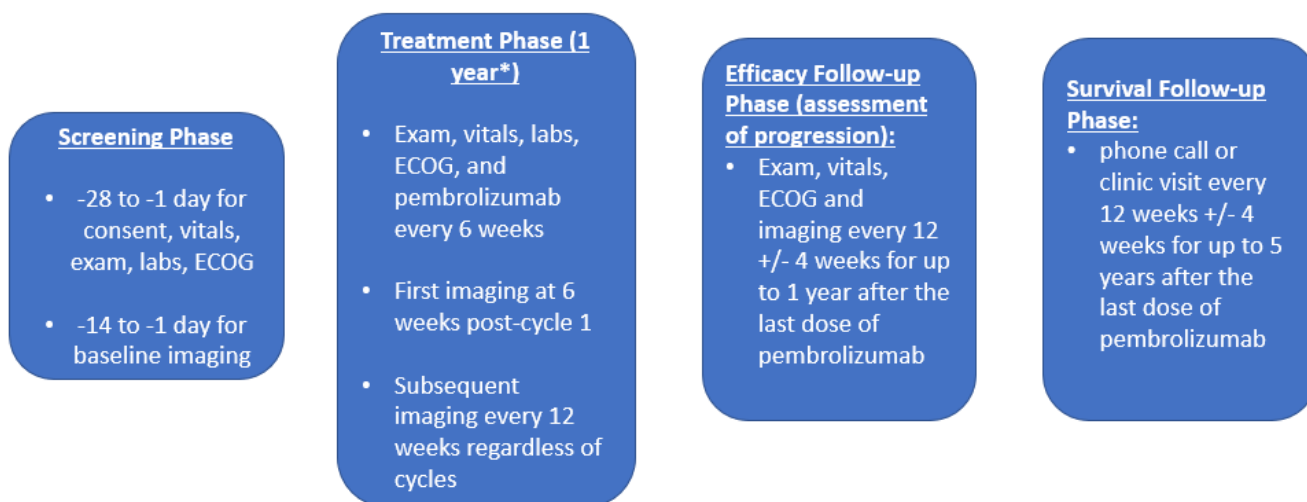 Screening Phase
• -28 to -1 day for
consent, vitals,
exam, labs, ECOG
• -14 to -1 day for
baseline imaging
Treatment Phase (1
year*)
• Exam, vitals, labs,
ECOG, and
pembrolizumab
every 6 weeks
• First imaging at 6
weeks post-cycle 1
• Subsequent
imaging every 12
weeks regardless of
cycles
Efficacy Follow-up
Phase (assessment
of progression):
• Exam, vitals,
ECOG and
imaging every 12
+/- 4 weeks for up
to 1 year after the
last dose of
pembrolizumab
Survival Follow-up
Phase:
• phone call or
clinic visit every
12 weeks +/- 4
weeks for up to 5
years after the
last dose of
pembrolizumab